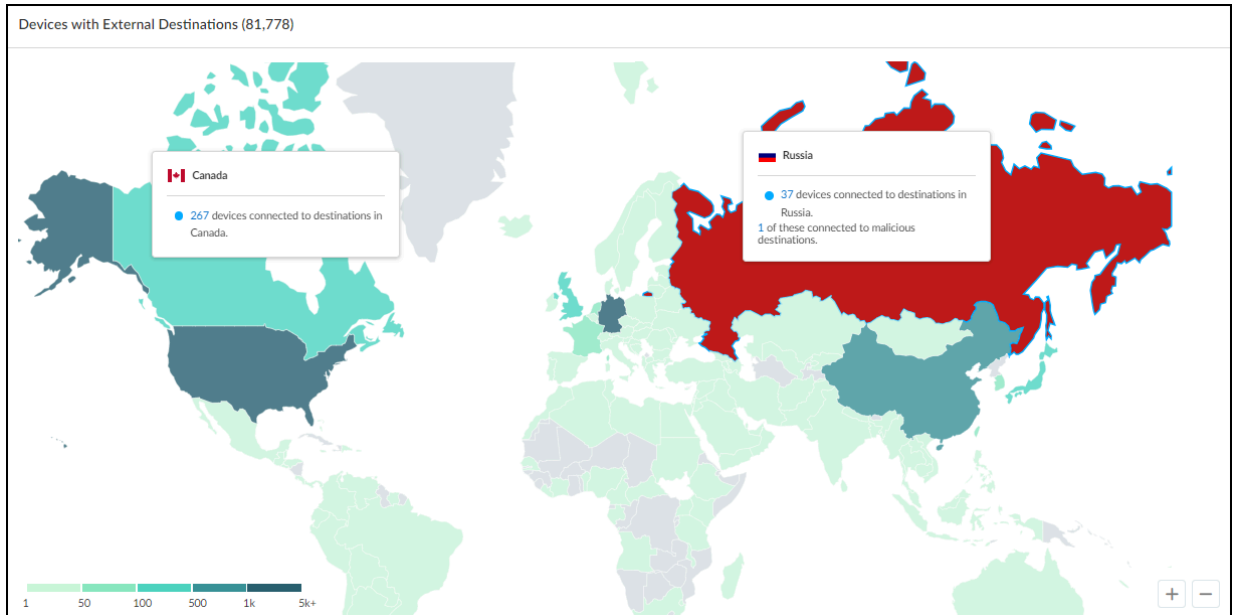 Devices with External Destinations (81,778)
Canada
267 devices connected to destinations in
Canada.
Russia
37 devices connected to destinations in
Russia.
1 of these connected to malicious
destinations.
1 50 100 500 1k 5k+
+ −